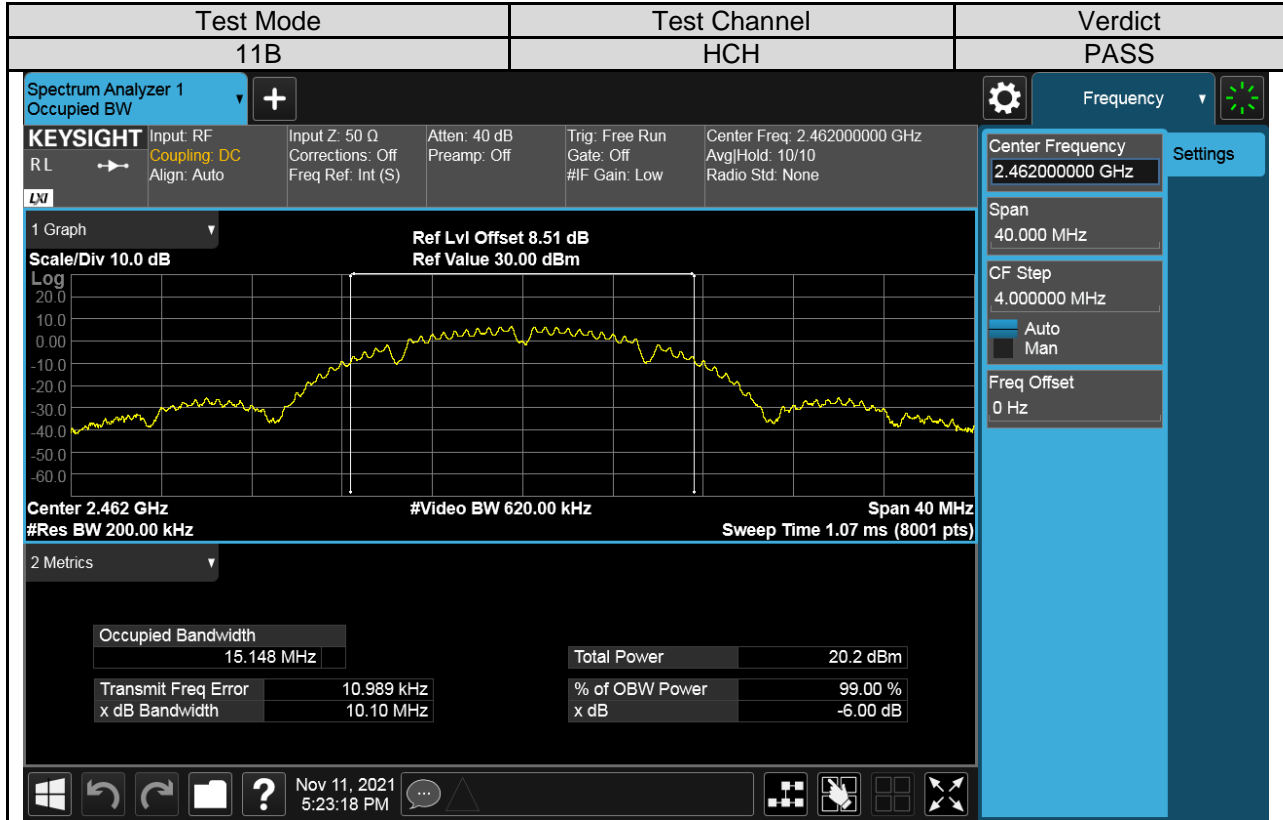 Test Mode Test Channel Verdict
11B HCH PASS
Spectrum Analyzer 1
Occupied BW
+
Frequency
KEYSIGHT Input: RF Input Z: 50 Ω Atten: 40 dB Trig: Free Run Center Freq: 2.462000000 GHz
R L Coupling: DC Corrections: Off Preamp: Off Gate: Off Avg|Hold: 10/10
Align: Auto Freq Ref: Int (S) #IF Gain: Low Radio Std: None
LXI
Center Frequency
2.462000000 GHz
Settings
Span
40.000 MHz
CF Step
4.000000 MHz
Auto
Man
Freq Offset
0 Hz
1 Graph
Ref Lvl Offset 8.51 dB
Scale/Div 10.0 dB Ref Value 30.00 dBm
Log
20.0
10.0
0.00
-10.0
-20.0
-30.0
-40.0
-50.0
-60.0
Center 2.462 GHz #Video BW 620.00 kHz Span 40 MHz
#Res BW 200.00 kHz Sweep Time 1.07 ms (8001 pts)
2 Metrics
Occupied Bandwidth
15.148 MHz Total Power 20.2 dBm
Transmit Freq Error 10.989 kHz % of OBW Power 99.00 %
x dB Bandwidth 10.10 MHz x dB -6.00 dB
? Nov 11, 2021
5:23:18 PM